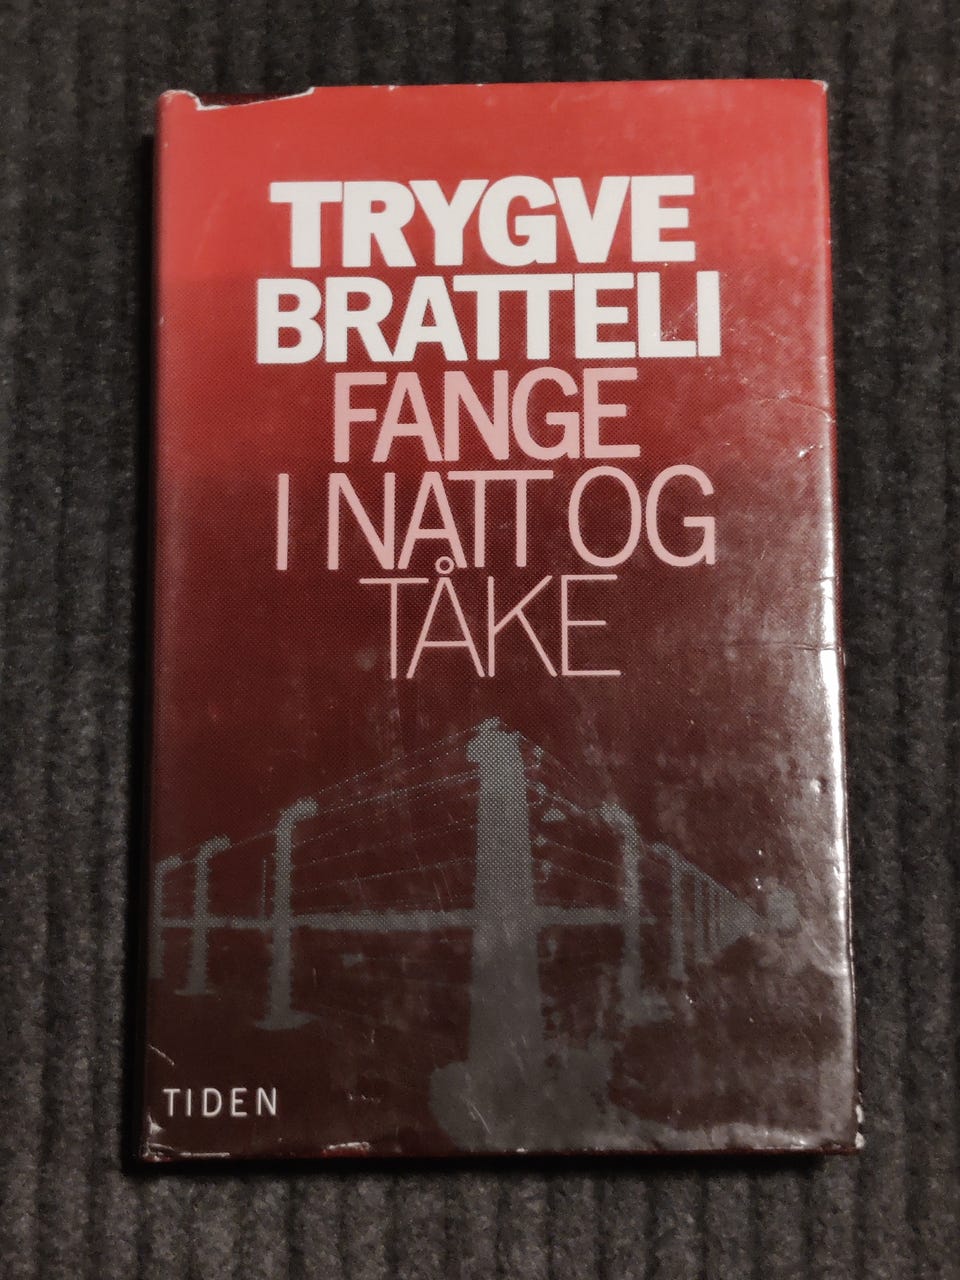 TRYGVE
BRATTELI
FANGE
I NATT OG
TÅKE
TIDEN